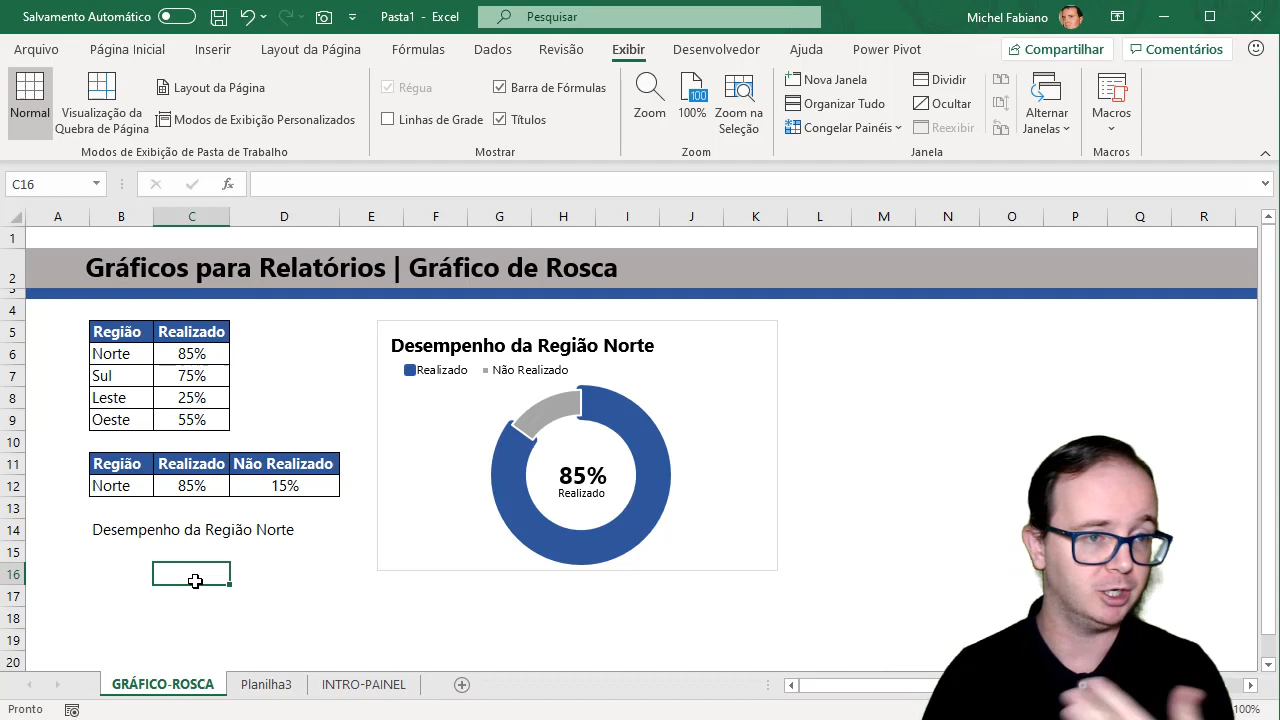 Salvamento Automático
Pasta1 - Excel
Pesquisar
Michel Fabiano
Arquivo
Página Inicial
Inserir
Layout da Página
Fórmulas
Dados
Revisão
Exibir
Desenvolvedor
Ajuda
Power Pivot
Compartilhar
Comentários
Normal
Visualização da
Quebra de Página
Layout da Página
Modos de Exibição Personalizados
Modos de Exibição de Pasta de Trabalho
Régua
Barra de Fórmulas
Linhas de Grade
Títulos
Mostrar
Zoom
100
100%
Zoom na
Seleção
Zoom
Nova Janela
Organizar Tudo
Congelar Painéis
Dividir
Ocultar
Reexibir
Alternar
Janelas
Janela
Macros
Macros
C16
fx
A B C D E F G H I J K L M N O P Q R
1
2 Gráficos para Relatórios | Gráfico de Rosca
3
4
5 Região Realizado
6 Norte 85%
7 Sul 75%
8 Leste 25%
9 Oeste 55%
10
11 Região Realizado Não Realizado
12 Norte 85% 15%
13
14 Desempenho da Região Norte
15
16
17
18
19
20
Desempenho da Região Norte
Realizado Não Realizado
85%
Realizado
GRÁFICO-ROSCA Planilha3 INTRO-PAINEL
Pronto
100%